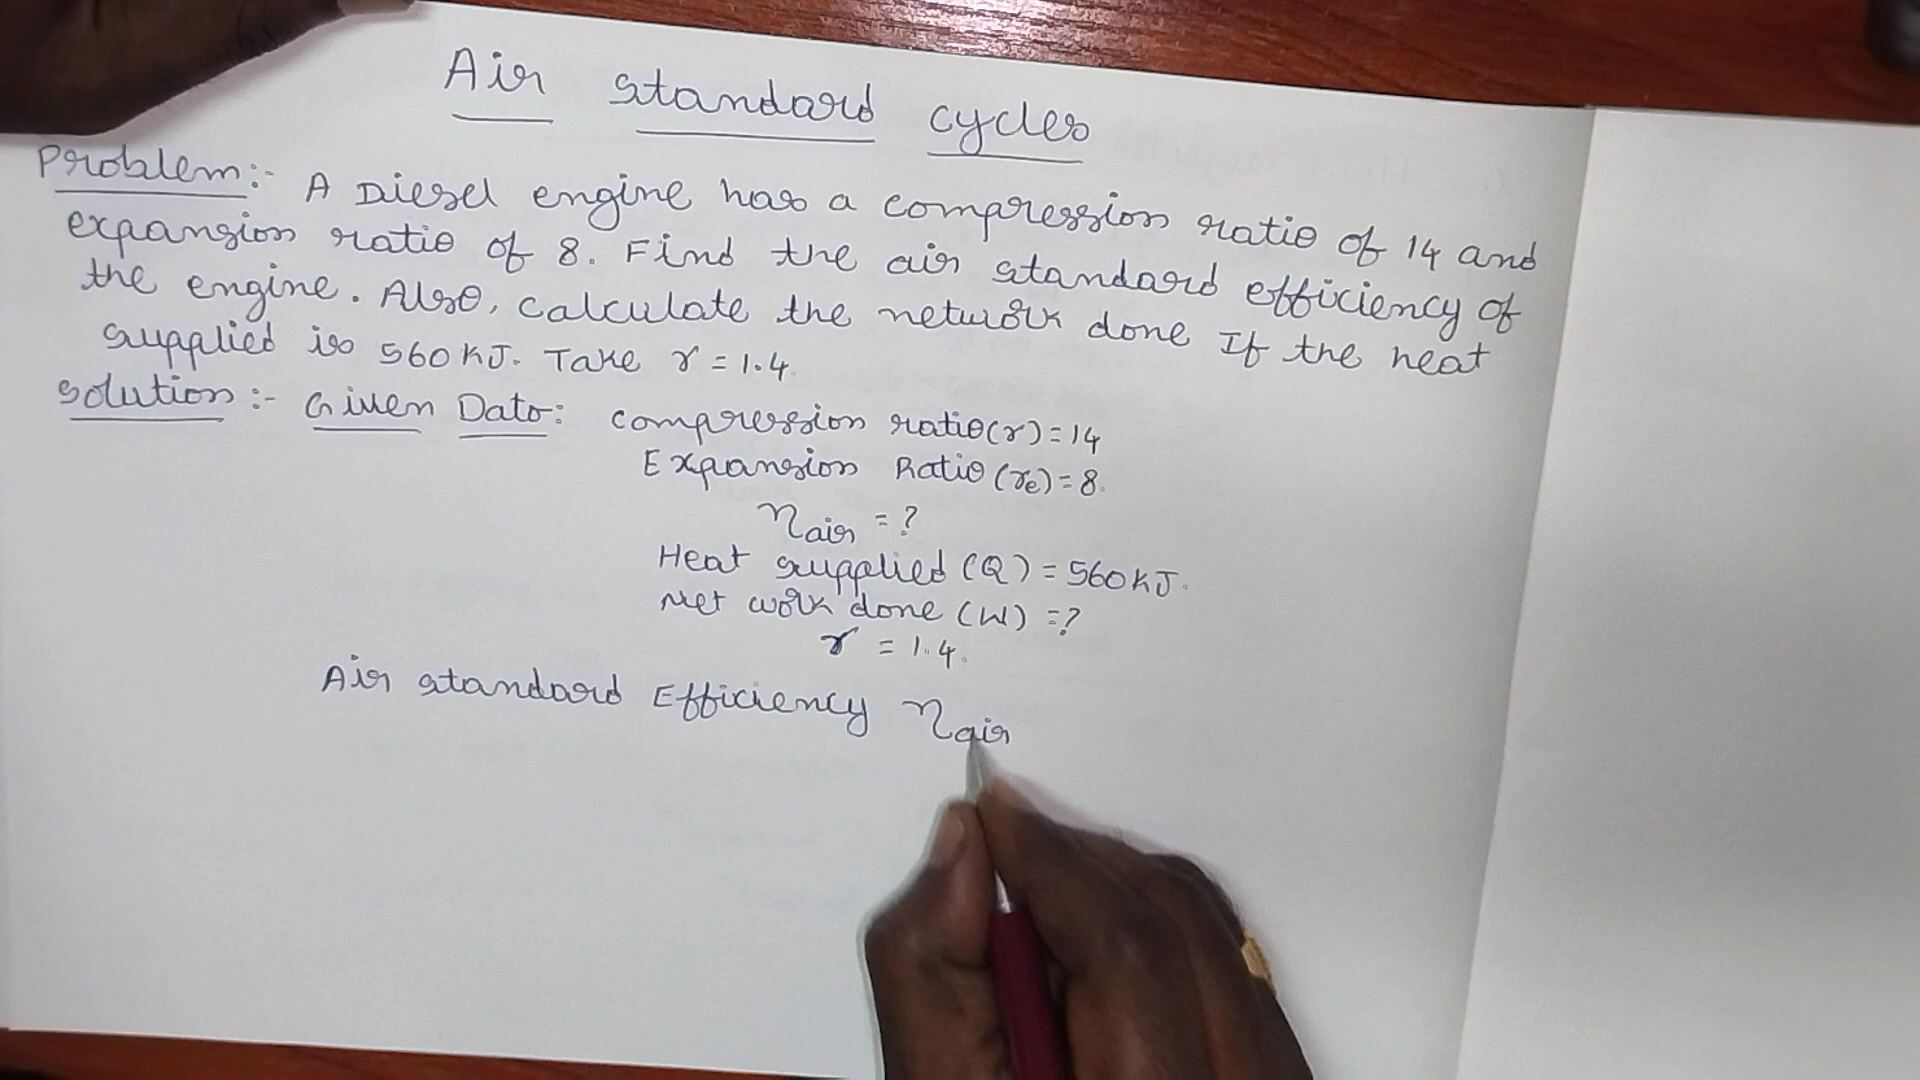 Air standard cycles
Problem:- A Diesel engine has a compression ratio of 14 and
expansion ratio of 8. Find the air standard efficiency of
the engine. Also, calculate the network done If the heat
supplied is 560 KJ. Take γ = 1.4.
Solution:- Given Data: compression ratio(r)=14
Expansion Ratio(re)=8.
ηair = ?
Heat supplied (Q) = 560 KJ.
Net work done (W) = ?
γ = 1.4.
Air standard Efficiency ηair